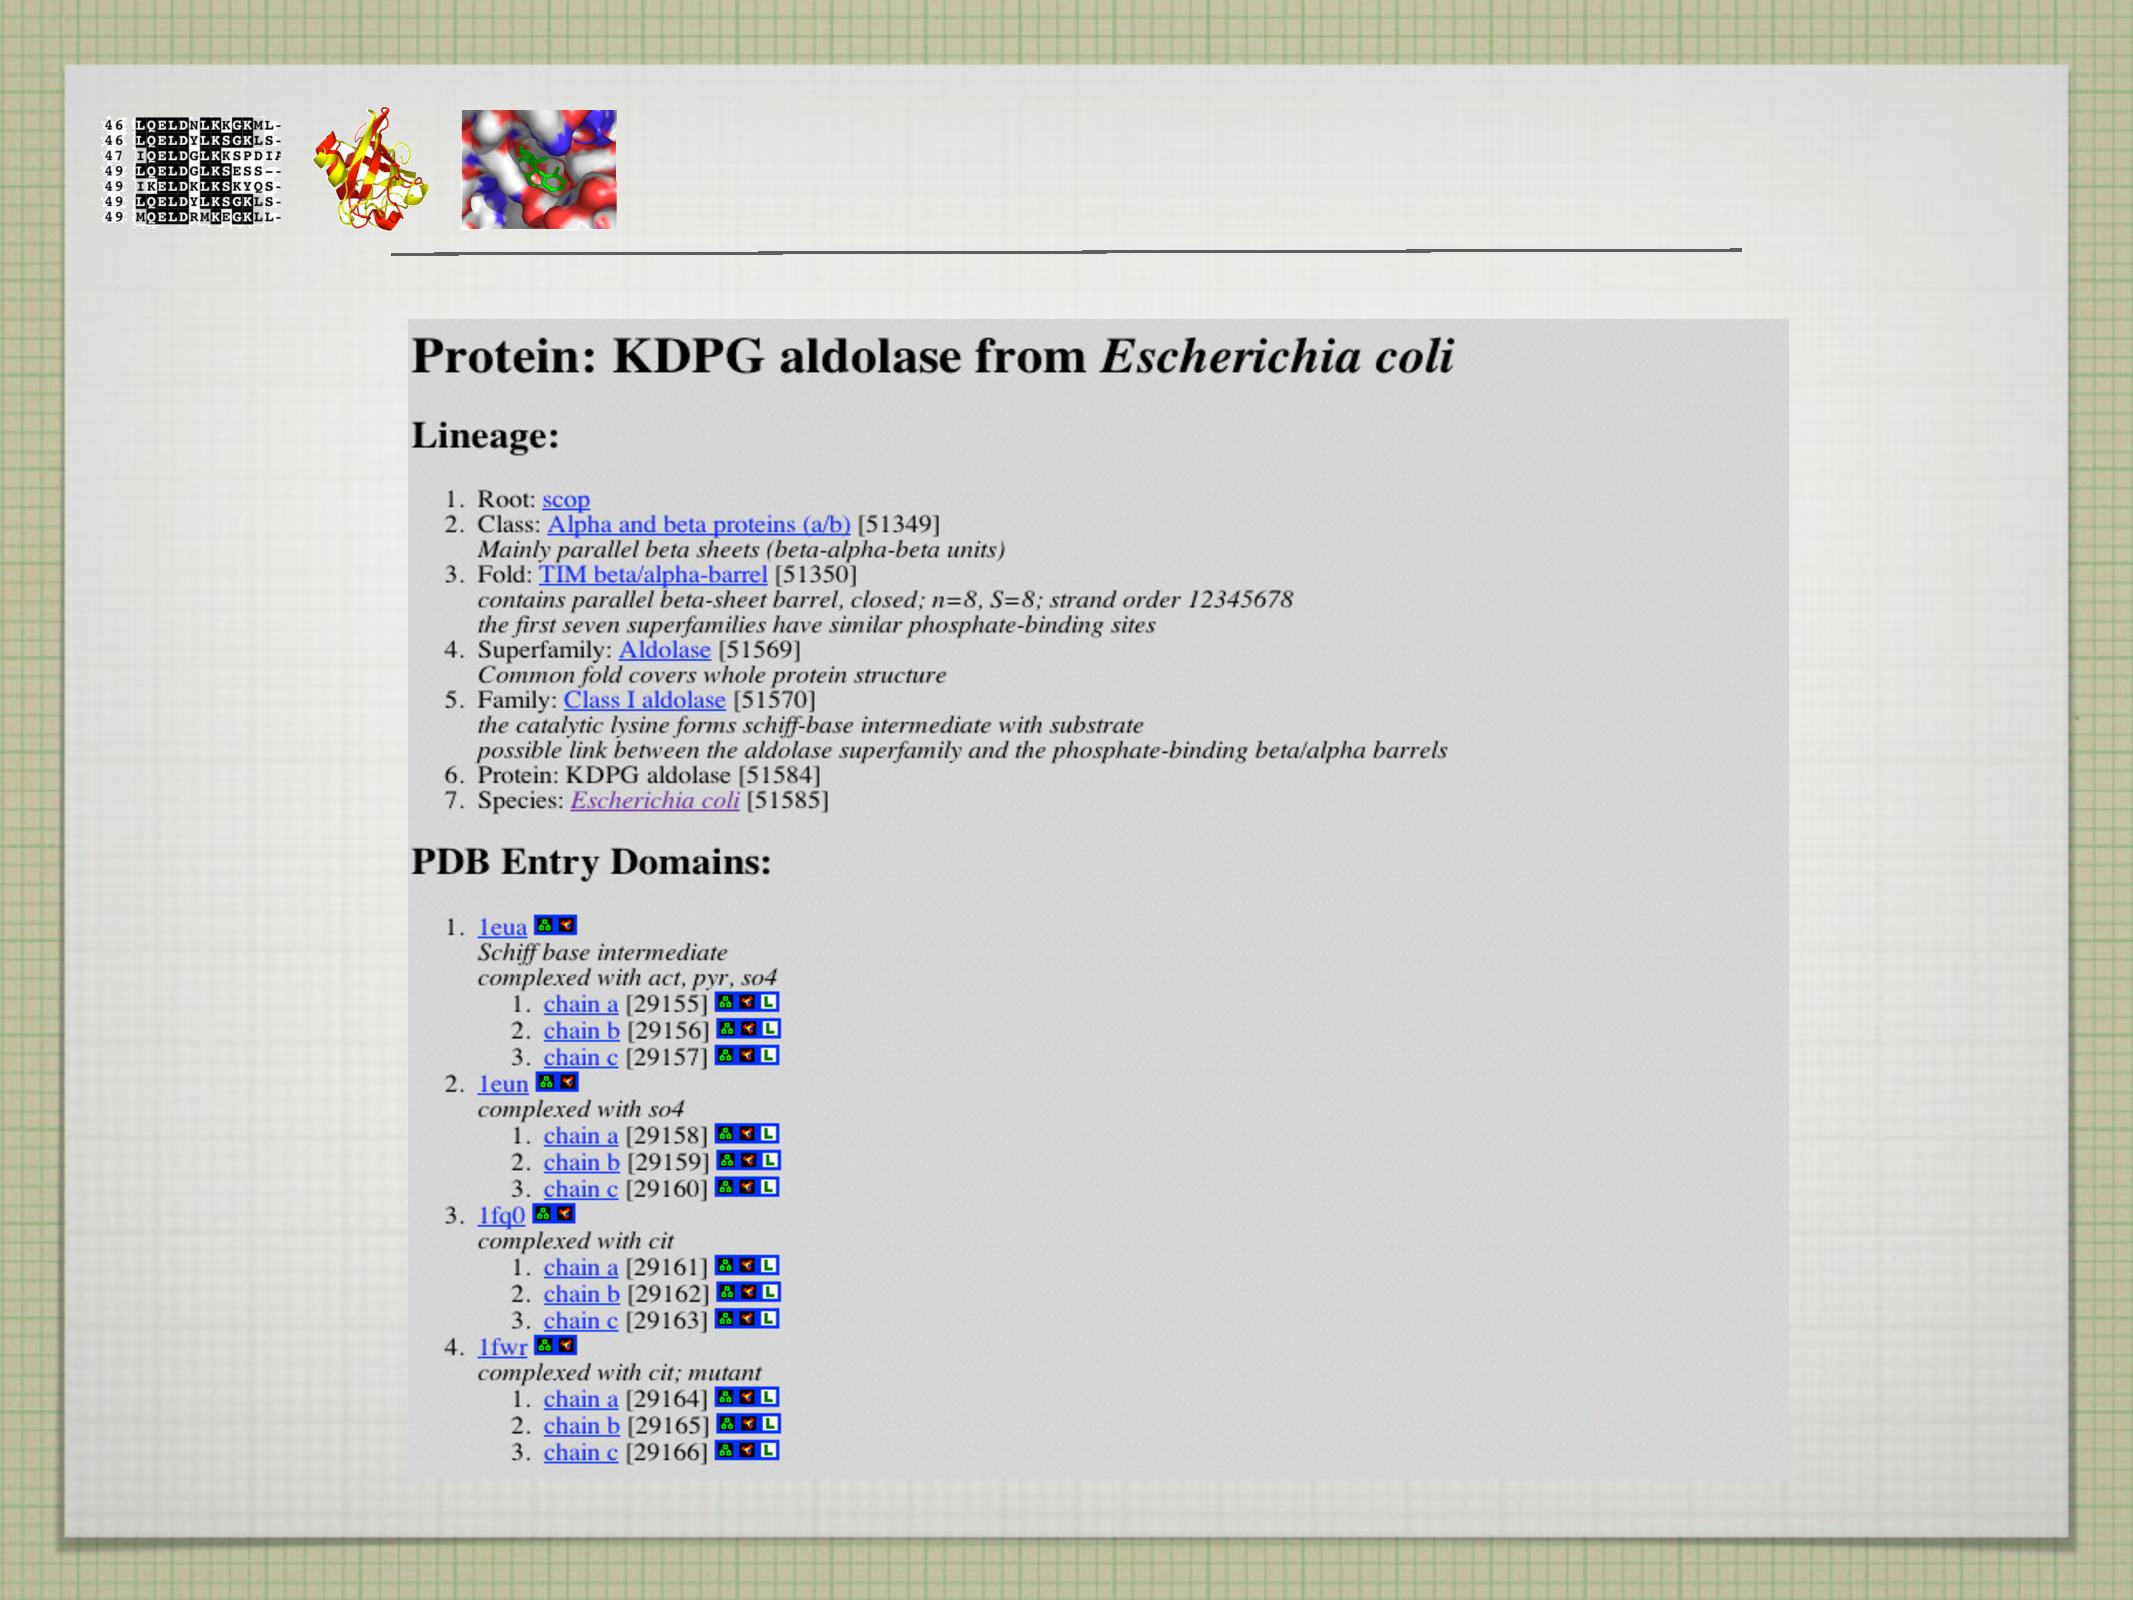 46 LQELDNLKKGKML-
46 LQELDYLKSGKLS-
47 IQELDGLKKSPDIA
49 LQELDGLKSESS--
49 IKELDKLKSKYQS-
49 LQELDYLKSGKLS-
49 MQELDRMKEGKLL-
Protein: KDPG aldolase from Escherichia coli
Lineage:
1. Root: scop
2. Class: Alpha and beta proteins (a/b) [51349]
Mainly parallel beta sheets (beta-alpha-beta units)
3. Fold: TIM beta/alpha-barrel [51350]
contains parallel beta-sheet barrel, closed; n=8, S=8; strand order 12345678
the first seven superfamilies have similar phosphate-binding sites
4. Superfamily: Aldolase [51569]
Common fold covers whole protein structure
5. Family: Class I aldolase [51570]
the catalytic lysine forms schiff-base intermediate with substrate
possible link between the aldolase superfamily and the phosphate-binding beta/alpha barrels
6. Protein: KDPG aldolase [51584]
7. Species: Escherichia coli [51585]
PDB Entry Domains:
1. 1eua
Schiff base intermediate
complexed with act, pyr, so4
1. chain a [29155] L
2. chain b [29156] L
3. chain c [29157] L
2. 1eun
complexed with so4
1. chain a [29158] L
2. chain b [29159] L
3. chain c [29160] L
3. 1fq0
complexed with cit
1. chain a [29161] L
2. chain b [29162] L
3. chain c [29163] L
4. 1fwr
complexed with cit; mutant
1. chain a [29164] L
2. chain b [29165] L
3. chain c [29166] L